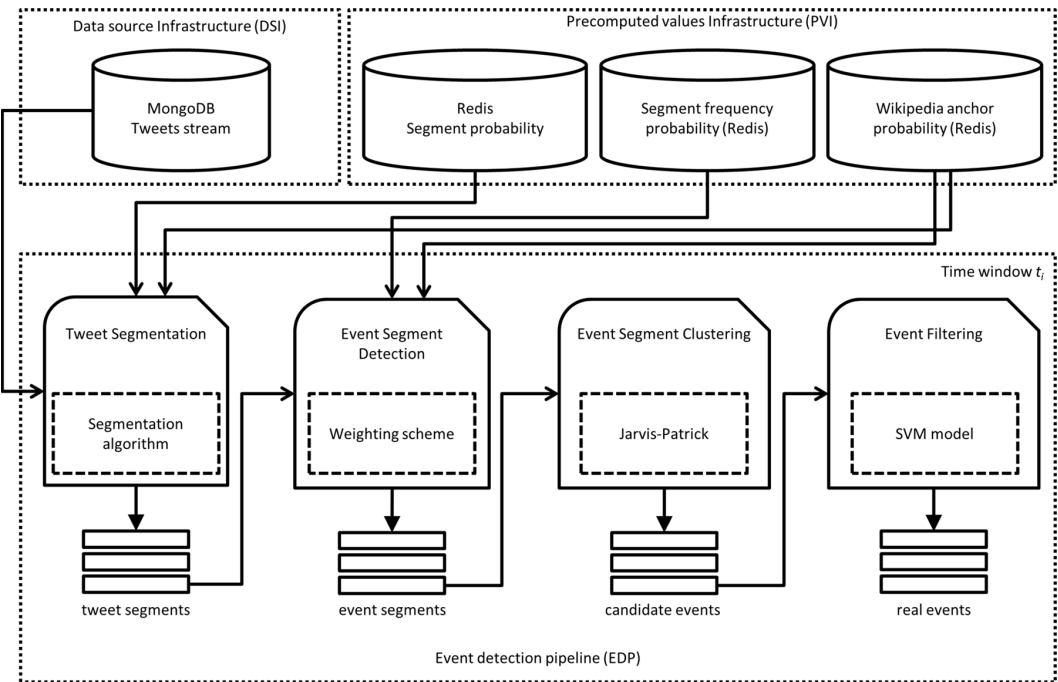 Data source Infrastructure (DSI)
MongoDB
Tweets stream
Precomputed values Infrastructure (PVI)
Redis
Segment probability
Segment frequency
probability (Redis)
Wikipedia anchor
probability (Redis)
Time window tᵢ
Tweet Segmentation
Segmentation
algorithm
tweet segments
Event Segment
Detection
Weighting scheme
event segments
Event Segment Clustering
Jarvis-Patrick
candidate events
Event Filtering
SVM model
real events
Event detection pipeline (EDP)